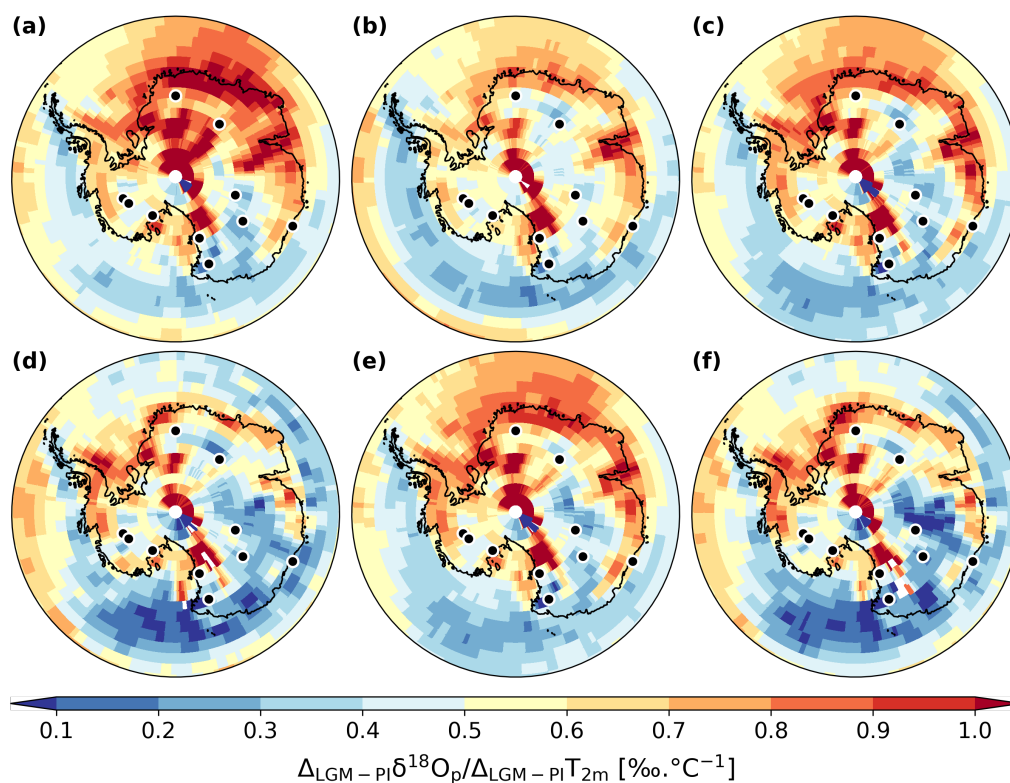 (a) (b) (c)
(d) (e) (f)
0.1 0.2 0.3 0.4 0.5 0.6 0.7 0.8 0.9 1.0
Δ_LGM−PI δ¹⁸O_p/Δ_LGM−PI T_2m [‰.°C⁻¹]